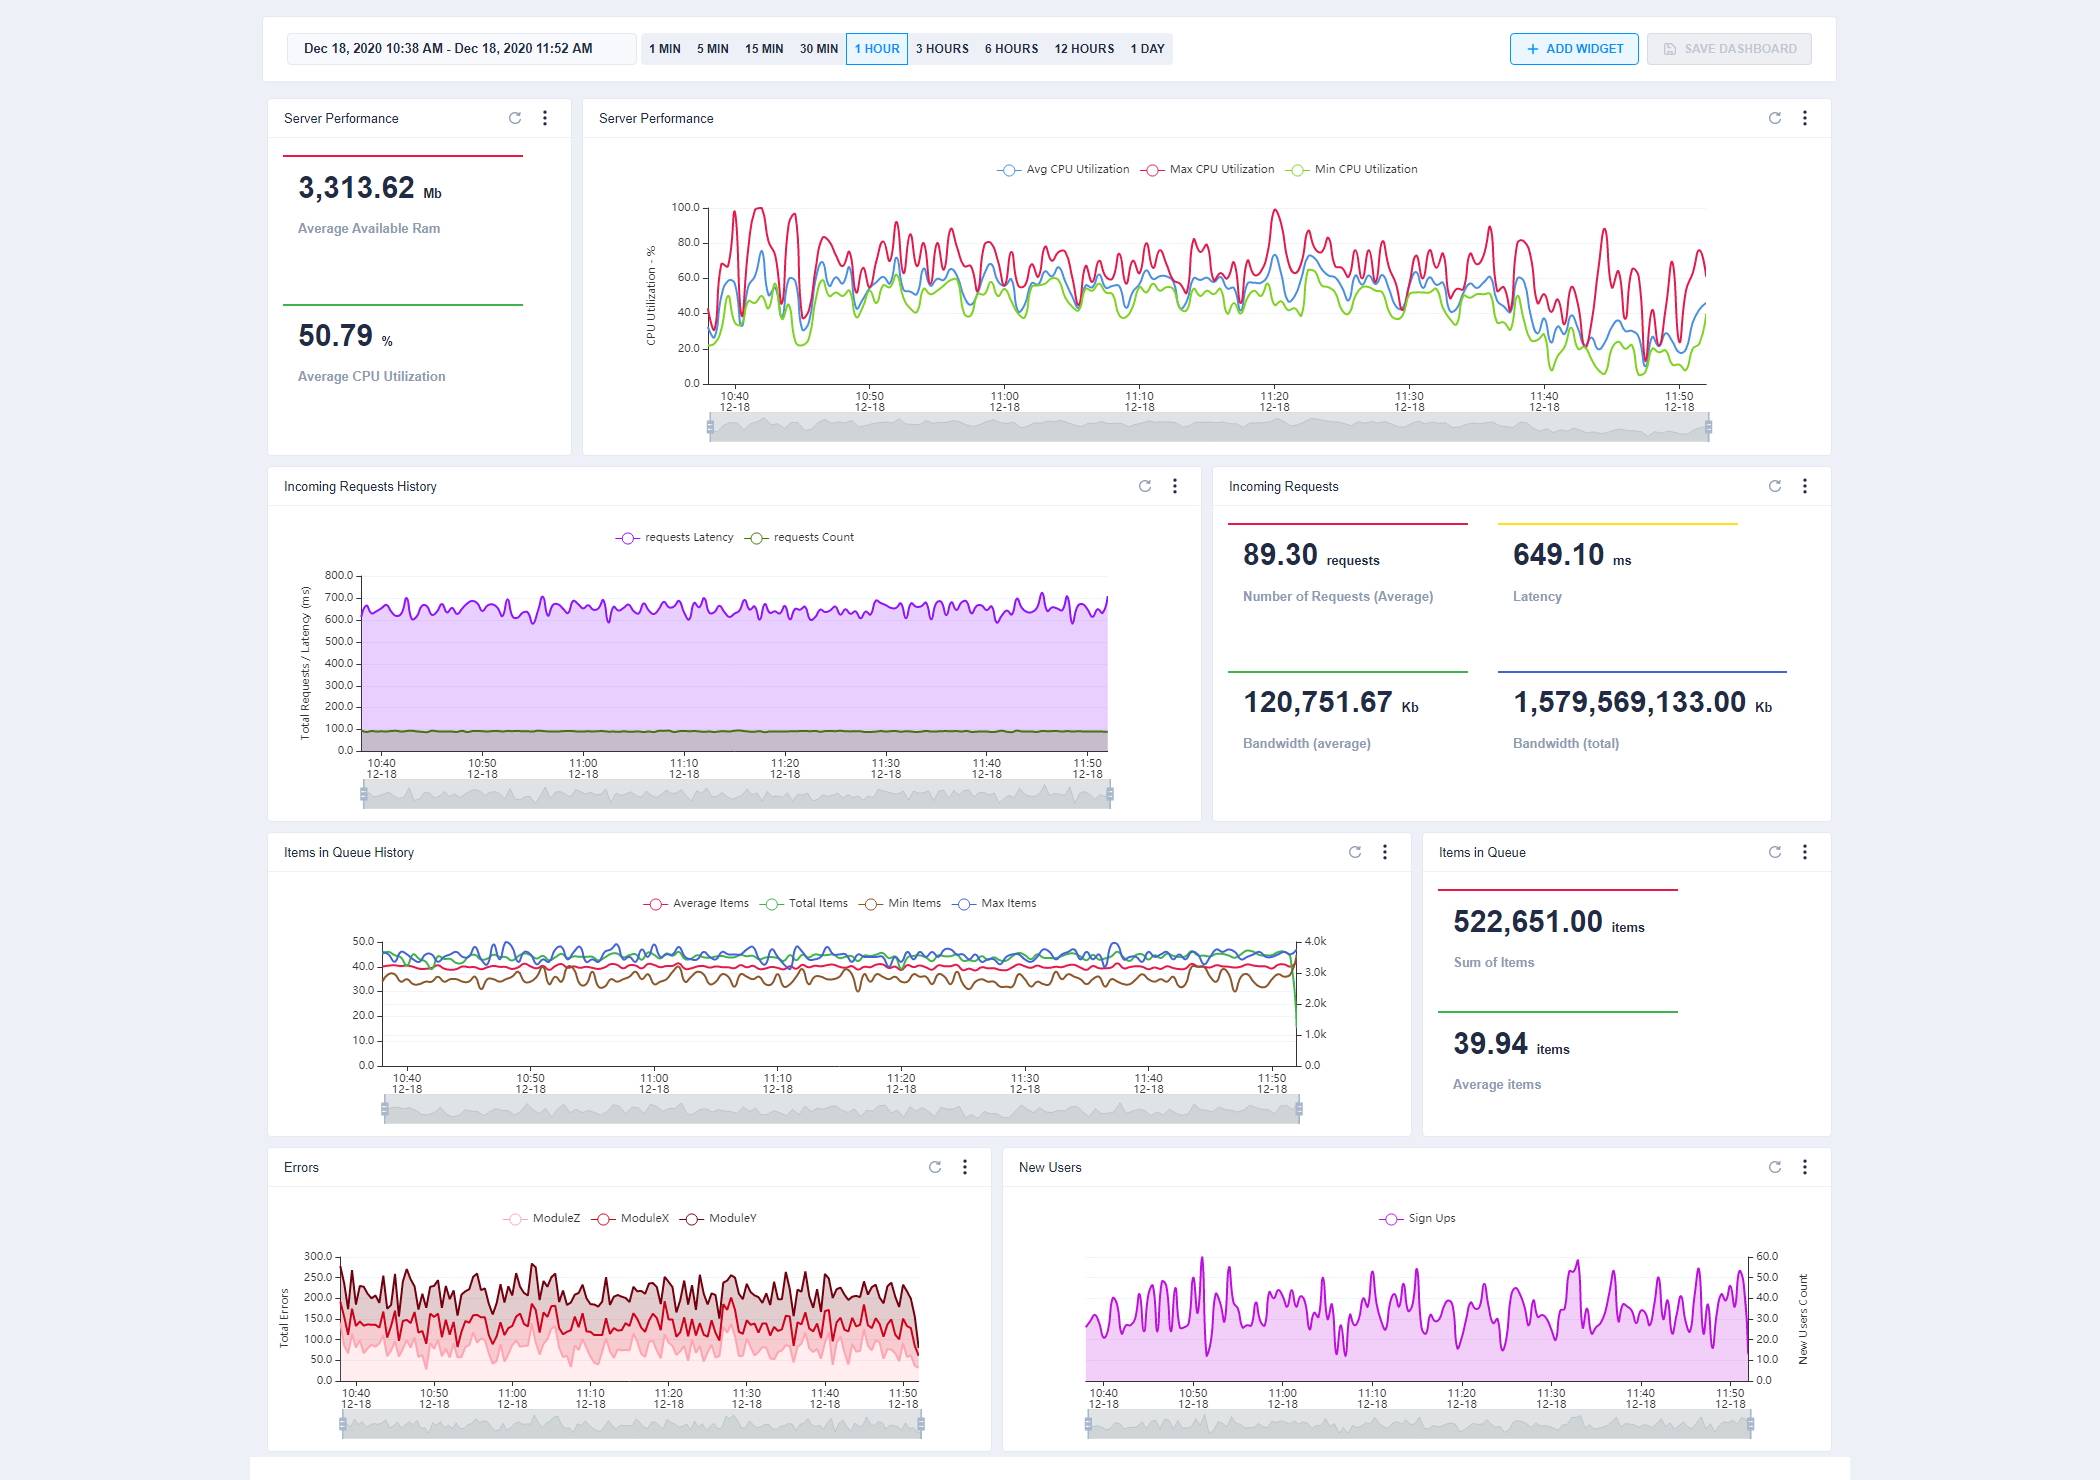 Dec 18, 2020 10:38 AM - Dec 18, 2020 11:52 AM 1 MIN 5 MIN 15 MIN 30 MIN 1 HOUR 3 HOURS 6 HOURS 12 HOURS 1 DAY + ADD WIDGET SAVE DASHBOARD
Server Performance
3,313.62 Mb
Average Available Ram
50.79 %
Average CPU Utilization
Server Performance
Avg CPU Utilization Max CPU Utilization Min CPU Utilization
CPU Utilization - %
100.0
80.0
60.0
40.0
20.0
0.0
10:40 10:50 11:00 11:10 11:20 11:30 11:40 11:50
12-18 12-18 12-18 12-18 12-18 12-18 12-18 12-18
Incoming Requests History
requests Latency requests Count
Total Requests / Latency (ms)
800.0
700.0
600.0
500.0
400.0
300.0
200.0
100.0
0.0
10:40 10:50 11:00 11:10 11:20 11:30 11:40 11:50
12-18 12-18 12-18 12-18 12-18 12-18 12-18 12-18
Incoming Requests
89.30 requests 649.10 ms
Number of Requests (Average) Latency
120,751.67 Kb 1,579,569,133.00 Kb
Bandwidth (average) Bandwidth (total)
Items in Queue History
Average Items Total Items Min Items Max Items
50.0
40.0
30.0
20.0
10.0
0.0
4.0k
3.0k
2.0k
1.0k
0.0
10:40 10:50 11:00 11:10 11:20 11:30 11:40 11:50
12-18 12-18 12-18 12-18 12-18 12-18 12-18 12-18
Items in Queue
522,651.00 items
Sum of Items
39.94 items
Average items
Errors
ModuleZ ModuleX ModuleY
Total Errors
300.0
250.0
200.0
150.0
100.0
50.0
0.0
10:40 10:50 11:00 11:10 11:20 11:30 11:40 11:50
12-18 12-18 12-18 12-18 12-18 12-18 12-18 12-18
New Users
Sign Ups
60.0
50.0
40.0
30.0
20.0
10.0
0.0
New Users Count
10:40 10:50 11:00 11:10 11:20 11:30 11:40 11:50
12-18 12-18 12-18 12-18 12-18 12-18 12-18 12-18